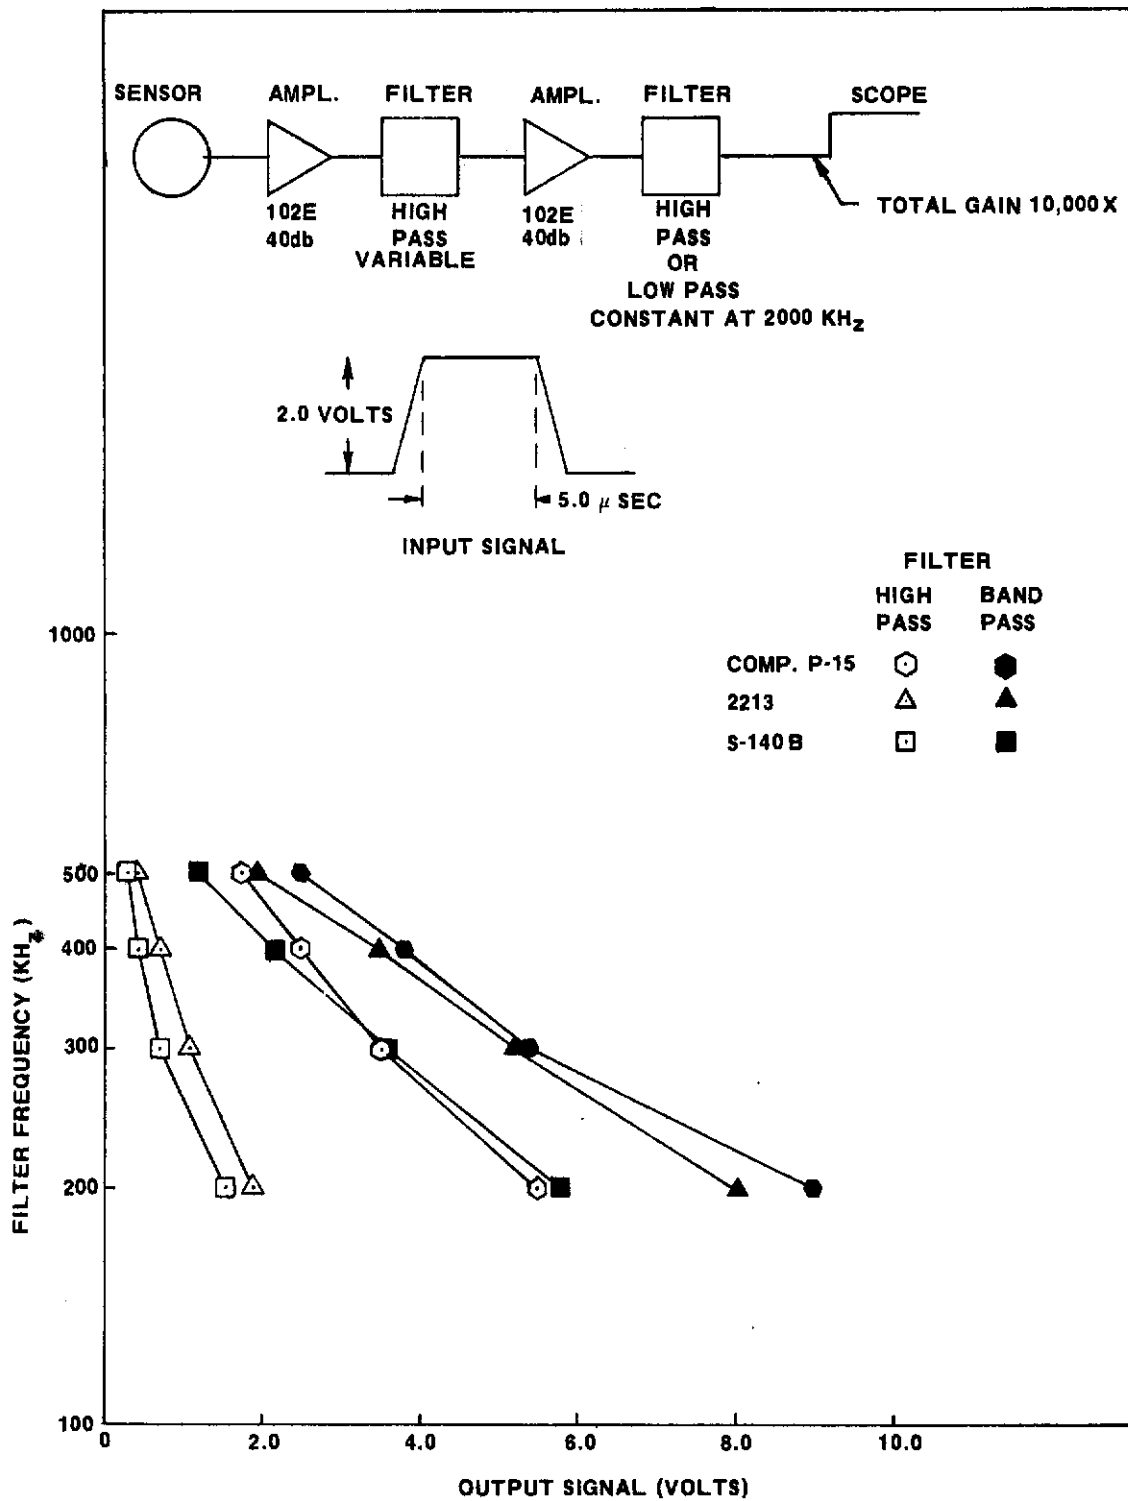 SENSOR AMPL. FILTER AMPL. FILTER SCOPE
102E 40db
HIGH PASS VARIABLE
102E 40db
HIGH PASS OR LOW PASS
CONSTANT AT 2000 KHz
TOTAL GAIN 10,000X
2.0 VOLTS
5.0 μ SEC
INPUT SIGNAL
FILTER
HIGH PASS
BAND PASS
COMP. P-15
2213
S-140B
1000
500
400
300
200
100
FILTER FREQUENCY (KHz)
0 2.0 4.0 6.0 8.0 10.0
OUTPUT SIGNAL (VOLTS)